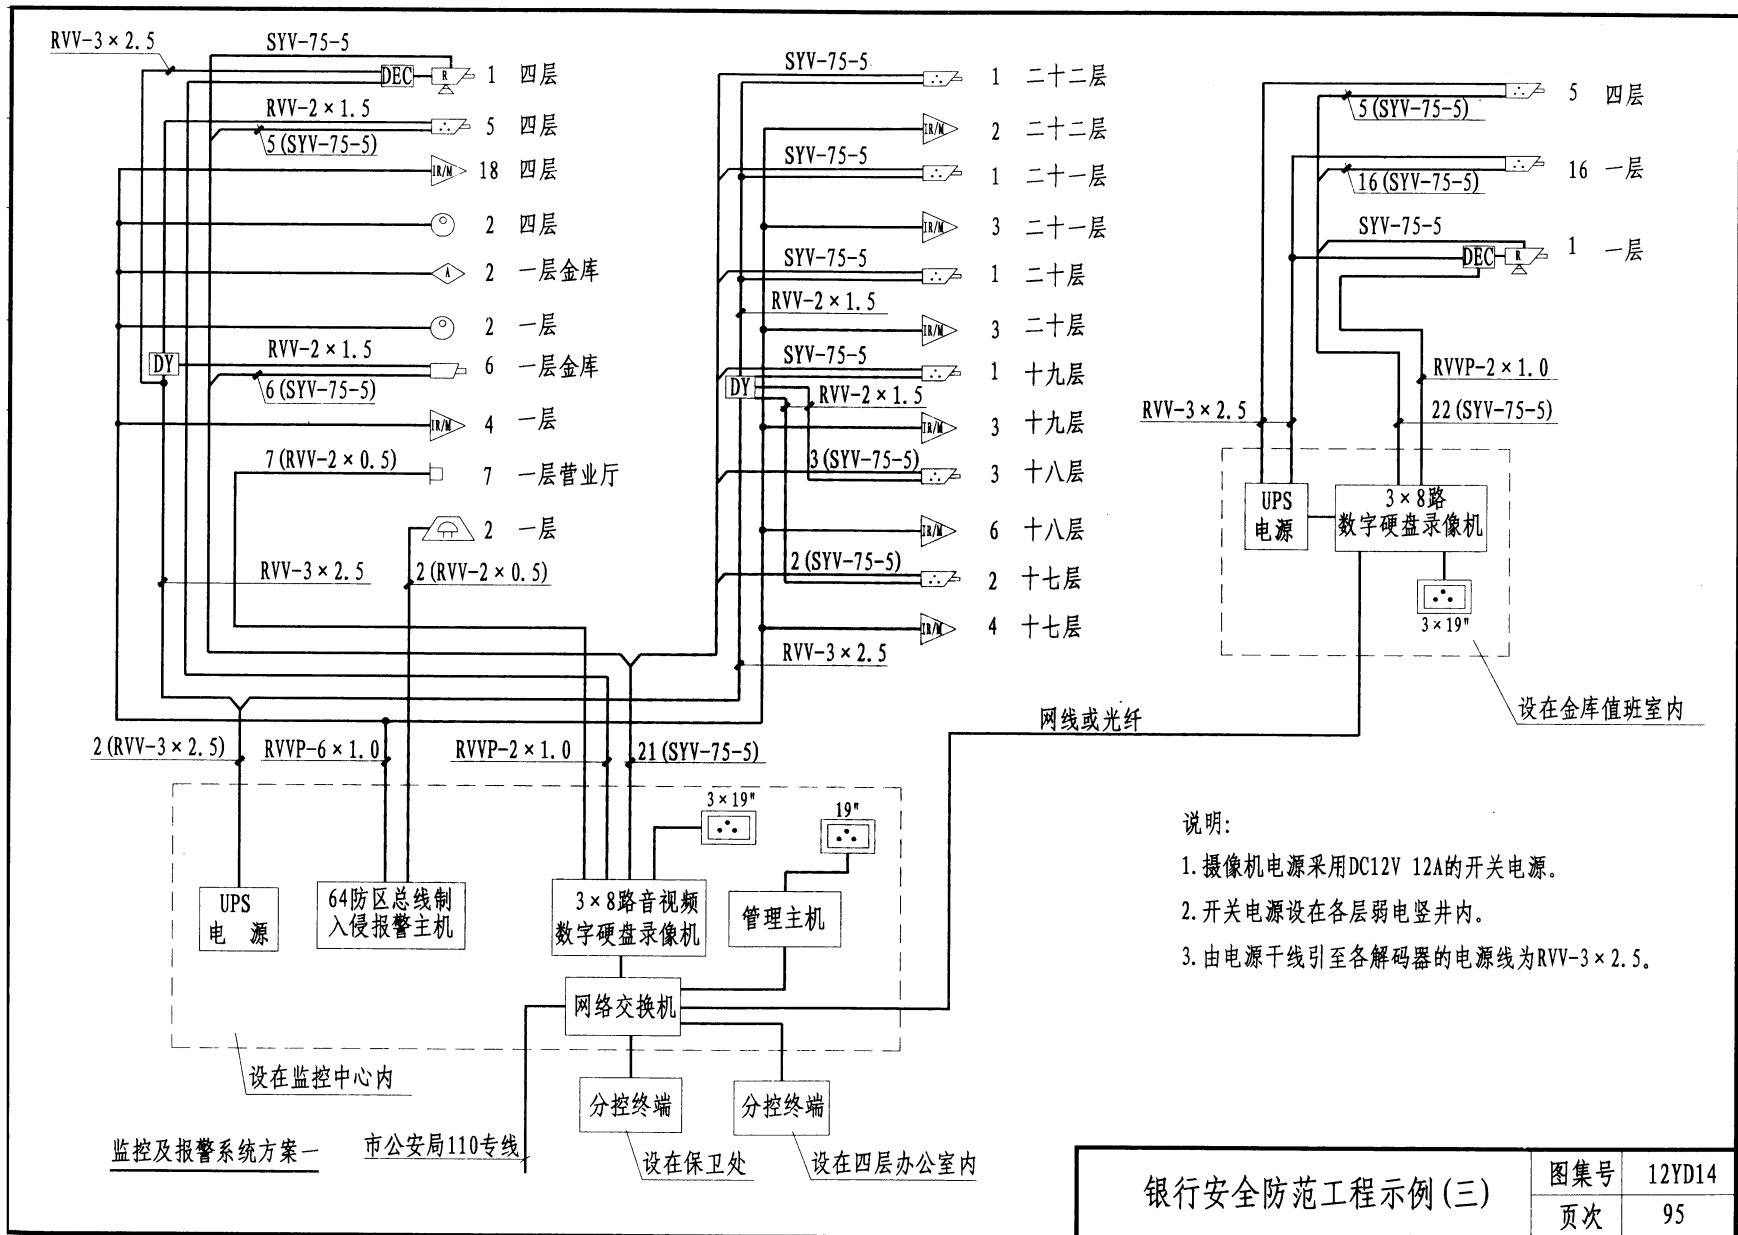 RVV-3×2.5
SYV-75-5
DEC
R
1 四层
RVV-2×1.5
5 四层
5(SYV-75-5)
IR/M
18 四层
2 四层
A
2 一层金库
2 一层
DY
RVV-2×1.5
6 一层金库
6(SYV-75-5)
IR/M
4 一层
7(RVV-2×0.5)
7 一层营业厅
2 一层
RVV-3×2.5
2(RVV-2×0.5)
SYV-75-5
1 二十二层
IR/M
2 二十二层
SYV-75-5
1 二十一层
IR/M
3 二十一层
SYV-75-5
1 二十层
RVV-2×1.5
IR/M
3 二十层
SYV-75-5
1 十九层
DY
RVV-2×1.5
IR/M
3 十九层
3(SYV-75-5)
3 十八层
IR/M
6 十八层
2(SYV-75-5)
2 十七层
IR/M
4 十七层
RVV-3×2.5
5 四层
5(SYV-75-5)
16 一层
16(SYV-75-5)
SYV-75-5
DEC
R
1 一层
RVVP-2×1.0
RVV-3×2.5
22(SYV-75-5)
UPS
电源
3×8路
数字硬盘录像机
3×19"
设在金库值班室内
网线或光纤
2(RVV-3×2.5)
RVVP-6×1.0
RVVP-2×1.0
21(SYV-75-5)
3×19"
19"
UPS
电 源
64防区总线制
入侵报警主机
3×8路音视频
数字硬盘录像机
管理主机
网络交换机
设在监控中心内
分控终端
分控终端
监控及报警系统方案一
市公安局110专线
设在保卫处
设在四层办公室内
说明:
1.摄像机电源采用DC12V 12A的开关电源。
2.开关电源设在各层弱电竖井内。
3.由电源干线引至各解码器的电源线为RVV-3×2.5。
银行安全防范工程示例(三)
图集号 12YD14
页次 95